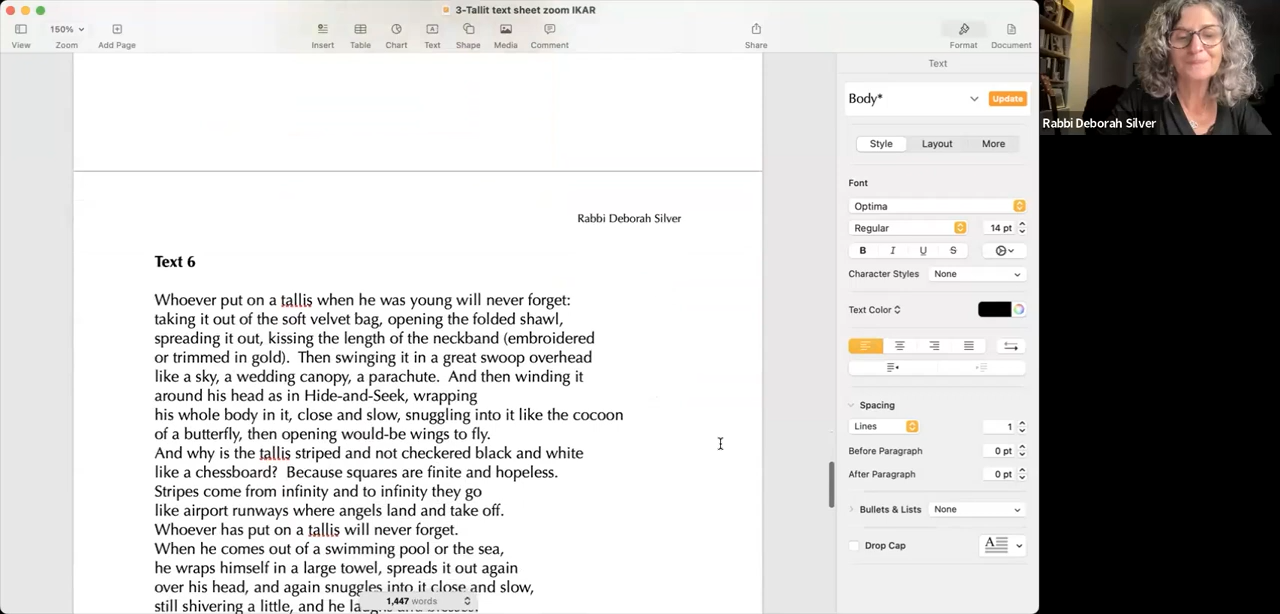 3-Tallit text sheet zoom IKAR
150%
View
Zoom
Add Page
Insert
Table
Chart
Text
Shape
Media
Comment
Share
Format
Document
Text
Body*
Update
Style
Layout
More
Font
Optima
Regular
14 pt
B I U S
Character Styles
None
Text Color
Spacing
Lines
1
Before Paragraph
0 pt
After Paragraph
0 pt
Bullets & Lists
None
Drop Cap
A
Rabbi Deborah Silver
Rabbi Deborah Silver
Text 6
Whoever put on a tallis when he was young will never forget:
taking it out of the soft velvet bag, opening the folded shawl,
spreading it out, kissing the length of the neckband (embroidered
or trimmed in gold). Then swinging it in a great swoop overhead
like a sky, a wedding canopy, a parachute. And then winding it
around his head as in Hide-and-Seek, wrapping
his whole body in it, close and slow, snuggling into it like the cocoon
of a butterfly, then opening would-be wings to fly.
And why is the tallis striped and not checkered black and white
like a chessboard? Because squares are finite and hopeless.
Stripes come from infinity and to infinity they go
like airport runways where angels land and take off.
Whoever has put on a tallis will never forget.
When he comes out of a swimming pool or the sea,
he wraps himself in a large towel, spreads it out again
over his head, and again snuggles into it close and slow,
still shivering a little, and he
1,447 words